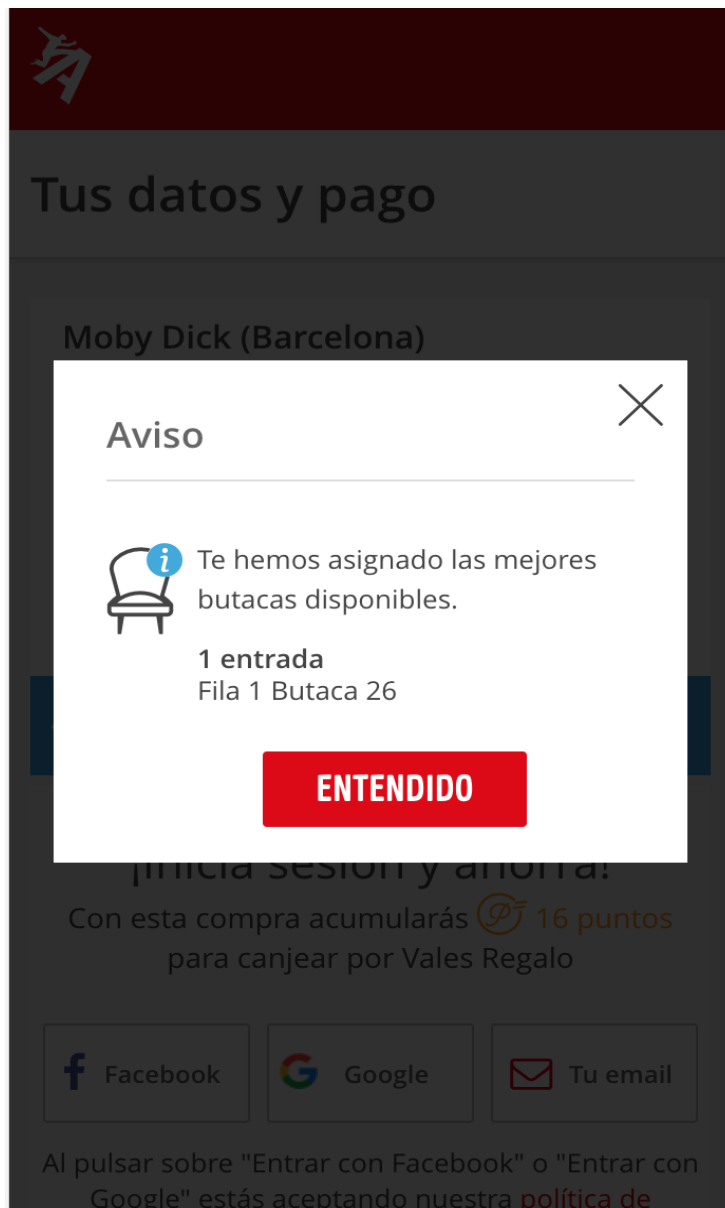 Tus datos y pago
Moby Dick (Barcelona)
Aviso
Te hemos asignado las mejores
butacas disponibles.
1 entrada
Fila 1 Butaca 26
ENTENDIDO
¡Inicia sesión y ahorra!
Con esta compra acumularás 16 puntos
para canjear por Vales Regalo
Facebook
Google
Tu email
Al pulsar sobre "Entrar con Facebook" o "Entrar con
Google" estás aceptando nuestra política de